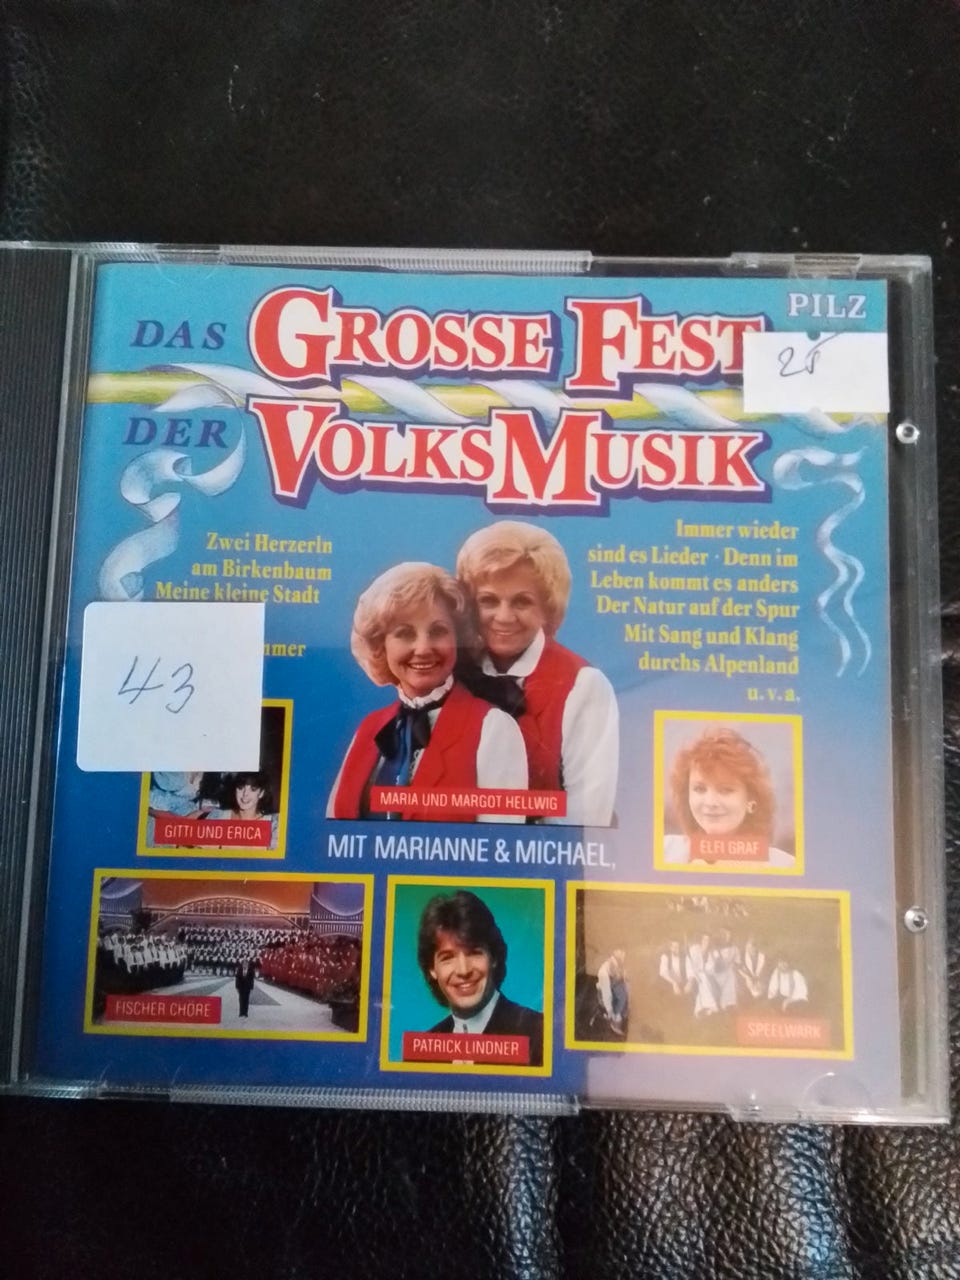 PILZ
DAS GROSSE FEST
DER VOLKSMUSIK
Zwei Herzerln
am Birkenbaum
Meine kleine Stadt
Immer wieder
sind es Lieder · Denn im
Leben kommt es anders
Der Natur auf der Spur
Mit Sang und Klang
durchs Alpenland
u.v.a.
43
MARIA UND MARGOT HELLWIG
GITTI UND ERICA
ELFI GRAF
MIT MARIANNE & MICHAEL,
FISCHER CHÖRE
PATRICK LINDNER
SPEELWARK